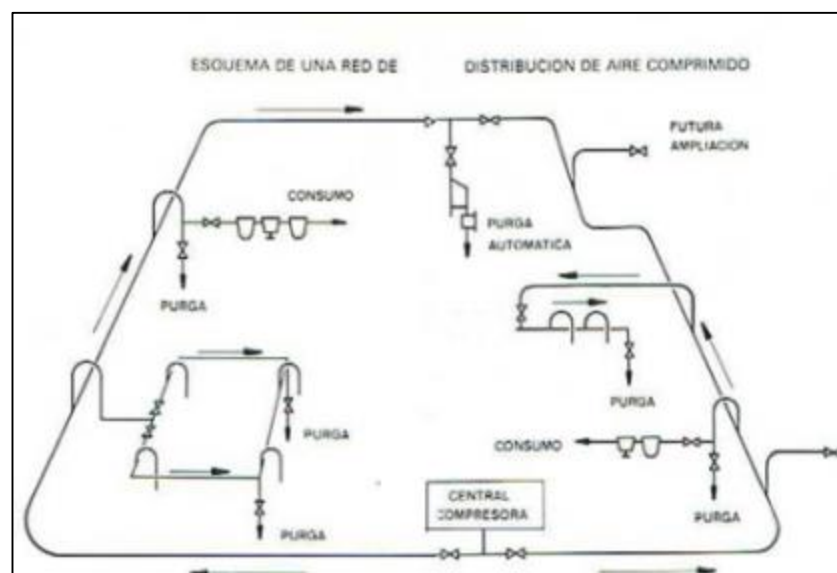 ESQUEMA DE UNA RED DE DISTRIBUCION DE AIRE COMPRIMIDO
FUTURA
AMPLIACION
CONSUMO
PURGA
AUTOMATICA
PURGA
PURGA
PURGA
CONSUMO
CENTRAL
COMPRESORA
PURGA
PURGA